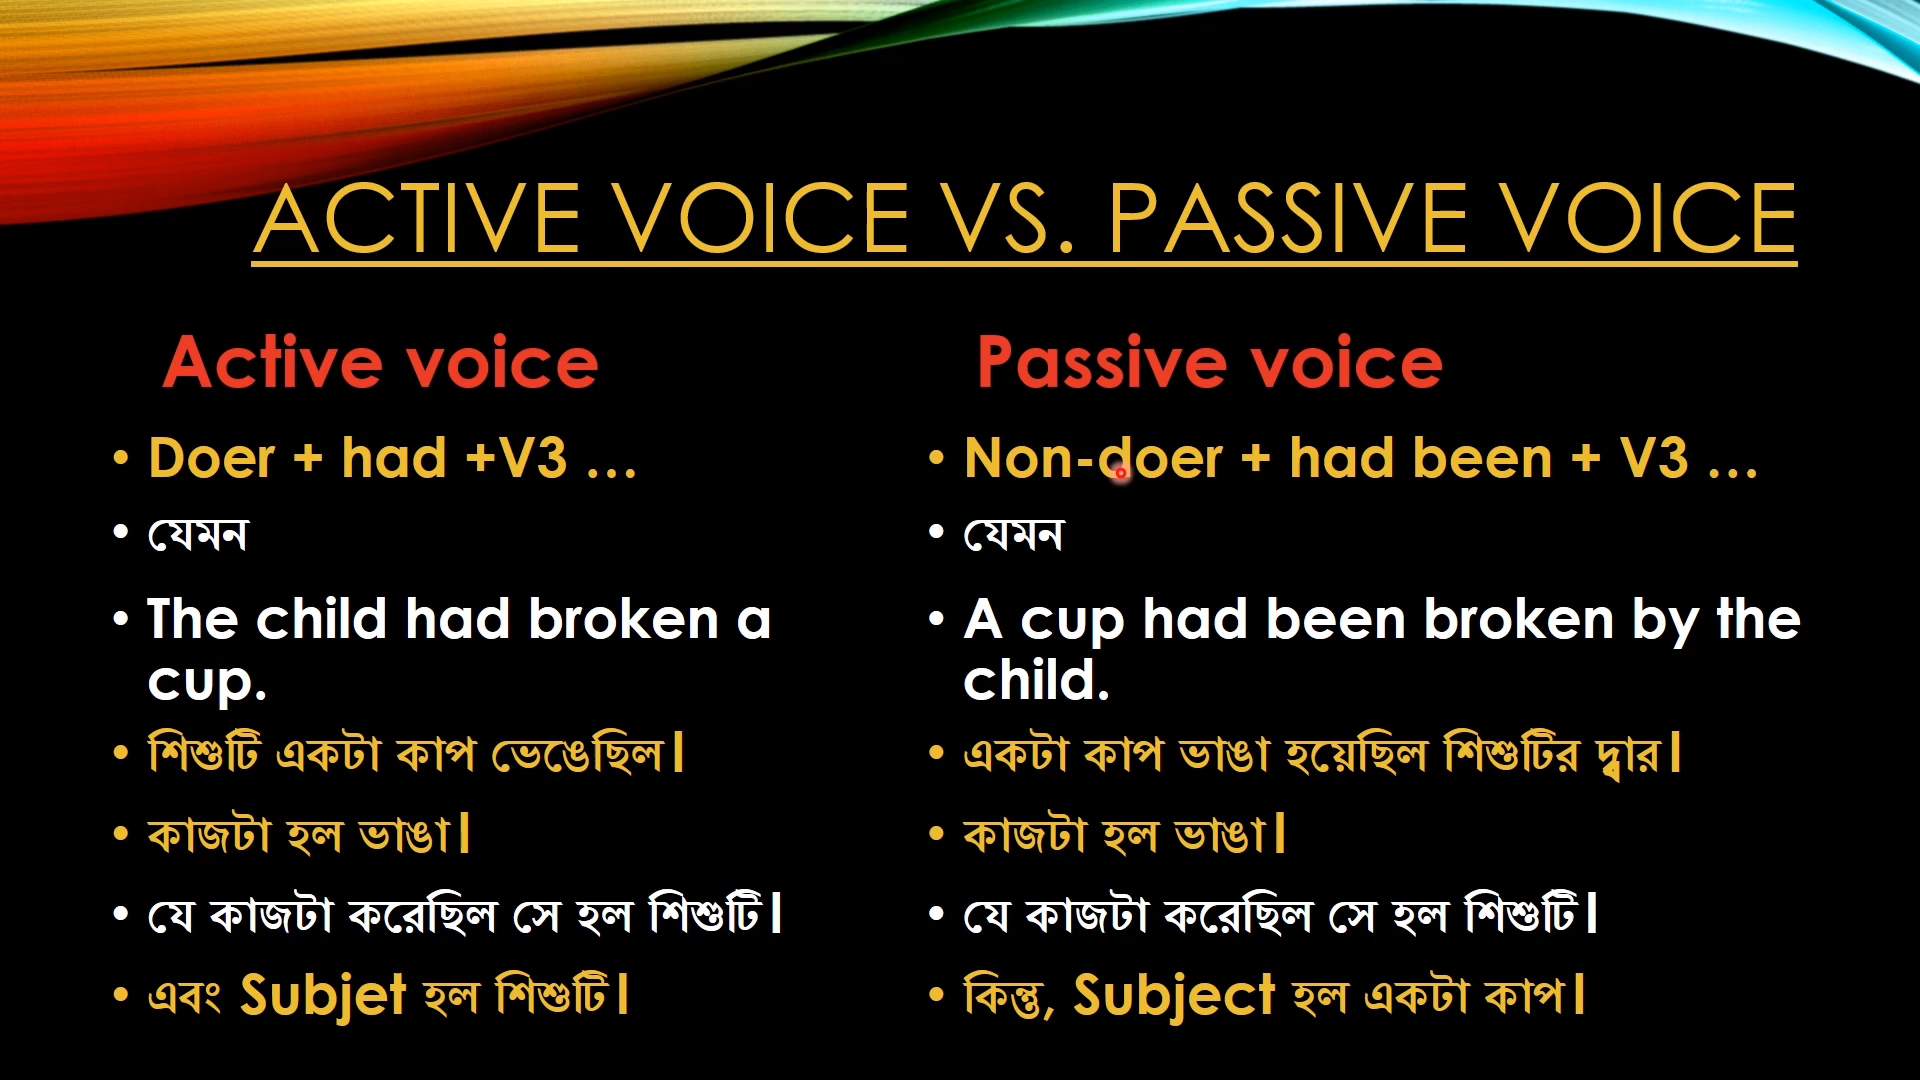 ACTIVE VOICE VS. PASSIVE VOICE
Active voice
• Doer + had +V3 …
• যেমন
• The child had broken a
cup.
• শিশুটি একটা কাপ ভেঙেছিল।
• কাজটা হল ভাঙা।
• যে কাজটা করেছিল সে হল শিশুটি।
• এবং Subjet হল শিশুটি।
Passive voice
• Non-doer + had been + V3 …
• যেমন
• A cup had been broken by the
child.
• একটা কাপ ভাঙা হয়েছিল শিশুটির দ্বার।
• কাজটা হল ভাঙা।
• যে কাজটা করেছিল সে হল শিশুটি।
• কিন্তু, Subject হল একটা কাপ।